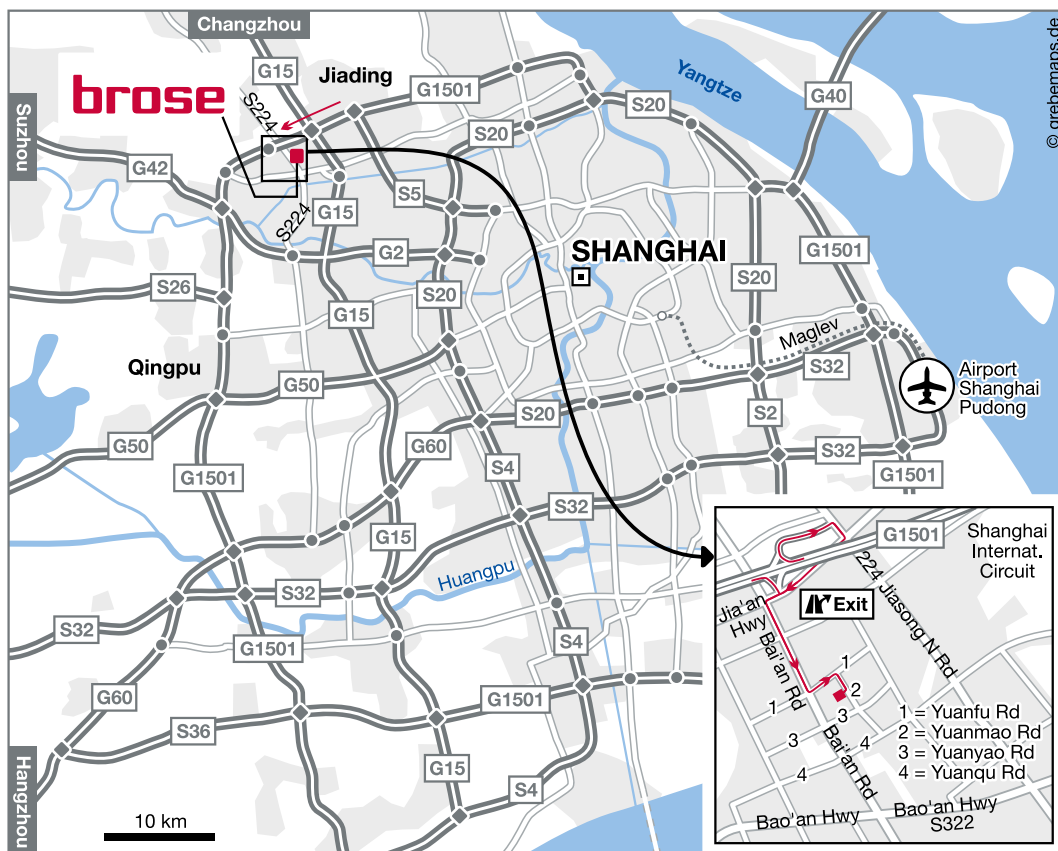 Changzhou
© grebemaps.de
G15
Jiading
G1501
Yangtze
G40
brose
S224
S20
S20
Suzhou
G42
S5
G15
S224
G2
SHANGHAI
G1501
S26
S20
S20
G15
Maglev
Qingpu
G50
S32
Airport
Shanghai
Pudong
S20
S2
G50
G60
S32
G1501
S4
G1501
S32
G15
Huangpu
S32
S32
G1501
S4
G60
G1501
S36
G15
S4
Hangzhou
10 km
G1501
Shanghai
Internat.
Circuit
224 Jiasong N Rd
Exit
Jia'an
Hwy
Bai'an Rd
1
2
1
3
3
4
4
Bai'an Rd
1 = Yuanfu Rd
2 = Yuanmao Rd
3 = Yuanyao Rd
4 = Yuanqu Rd
Bao'an Hwy
Bao'an Hwy
S322